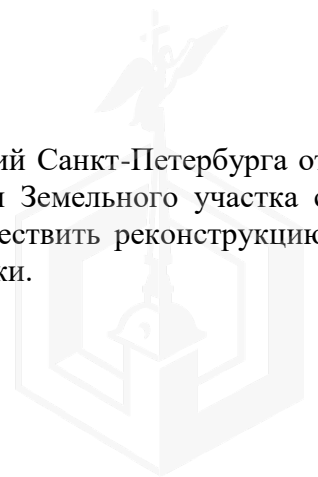 ий Санкт-Петербурга от
Земельного участка
ествить реконструкцию
ки.